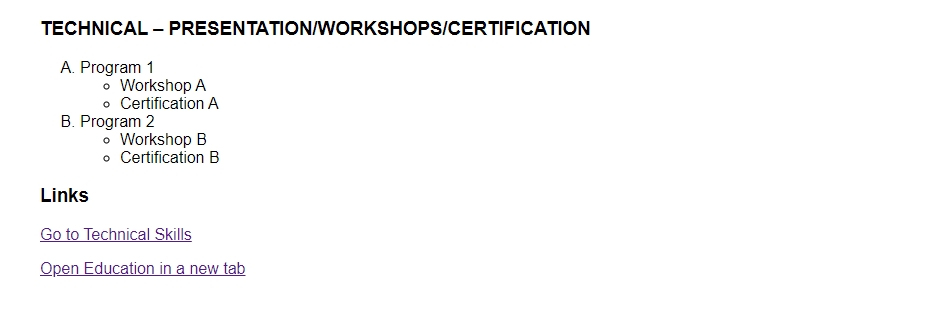 TECHNICAL – PRESENTATION/WORKSHOPS/CERTIFICATION
A. Program 1
Workshop A
Certification A
B. Program 2
Workshop B
Certification B
Links
Go to Technical Skills
Open Education in a new tab